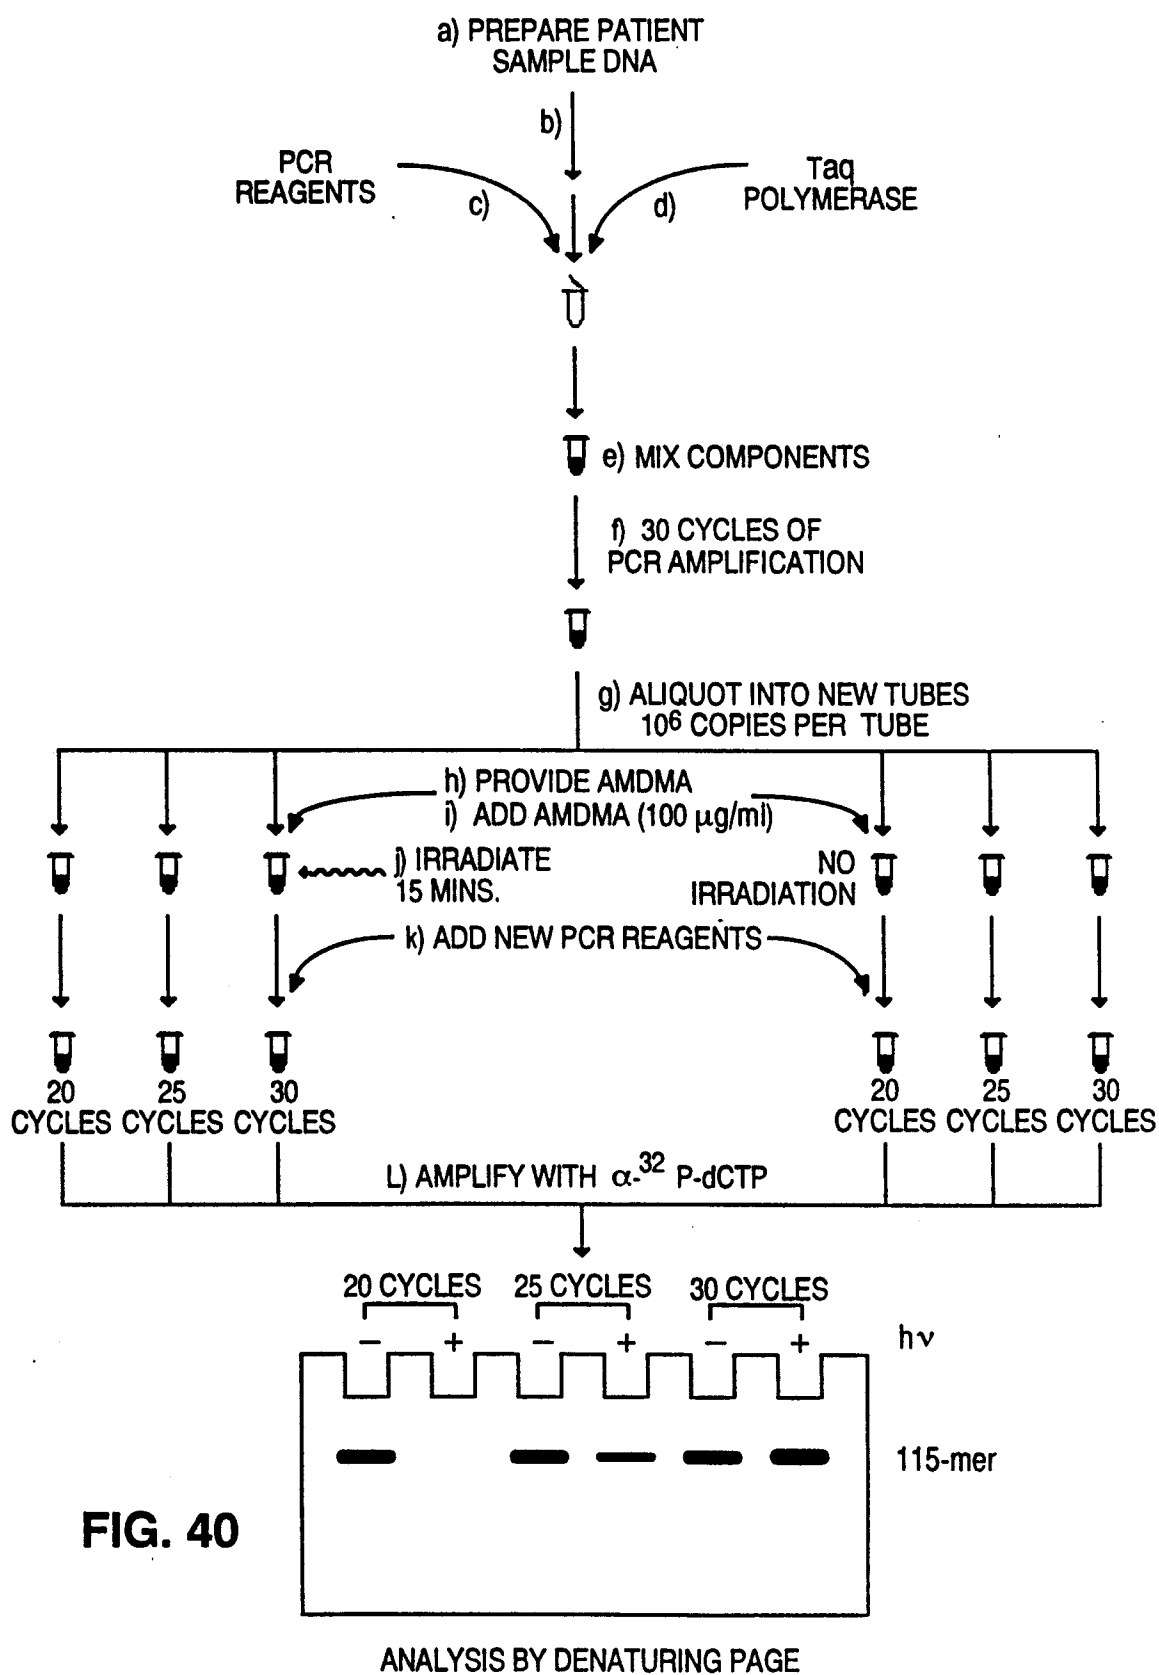 a) PREPARE PATIENT
SAMPLE DNA
b)
PCR
REAGENTS
c)
d)
Taq
POLYMERASE
e) MIX COMPONENTS
f) 30 CYCLES OF
PCR AMPLIFICATION
g) ALIQUOT INTO NEW TUBES
10⁶ COPIES PER TUBE
h) PROVIDE AMDMA
i) ADD AMDMA (100 μg/ml)
j) IRRADIATE
15 MINS.
NO
IRRADIATION
k) ADD NEW PCR REAGENTS
20
CYCLES
25
CYCLES
30
CYCLES
20
CYCLES
25
CYCLES
30
CYCLES
L) AMPLIFY WITH α-³² P-dCTP
20 CYCLES
25 CYCLES
30 CYCLES
− + − + − + hν
115-mer
FIG. 40
ANALYSIS BY DENATURING PAGE